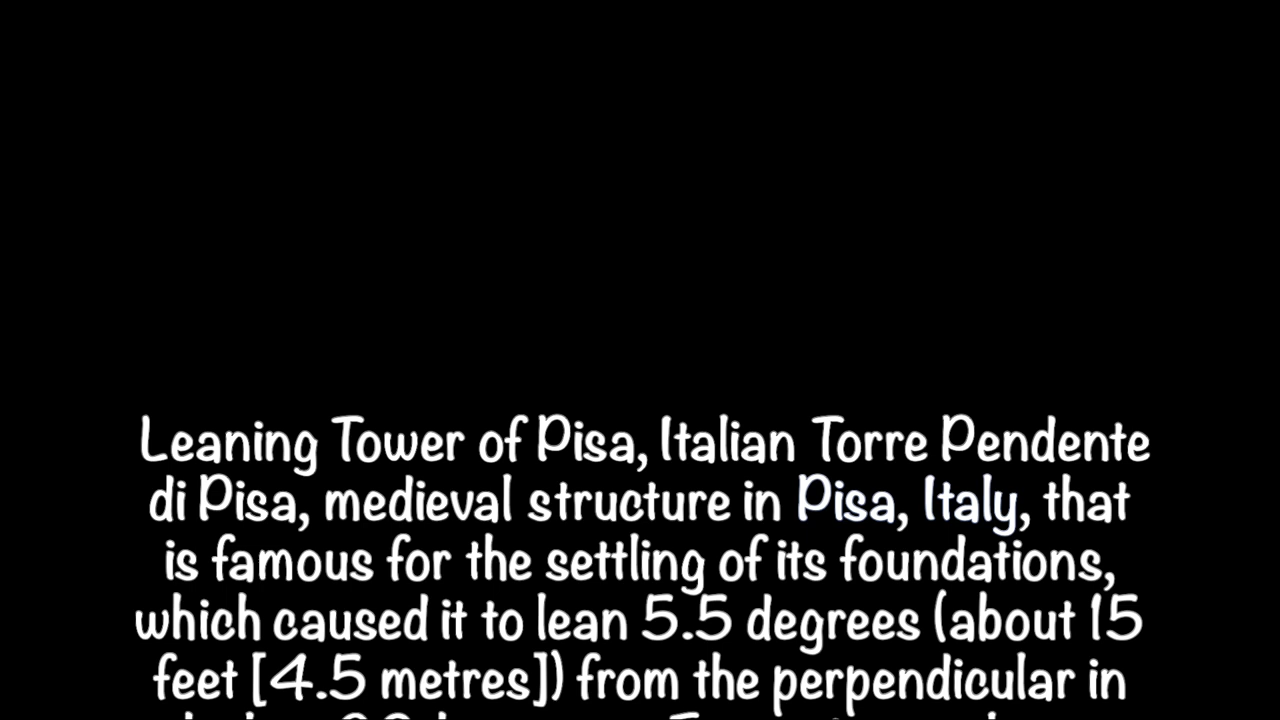 Leaning Tower of Pisa, Italian Torre Pendente
di Pisa, medieval structure in Pisa, Italy, that
is famous for the settling of its foundations,
which caused it to lean 5.5 degrees (about 15
feet [4.5 metres]) from the perpendicular in